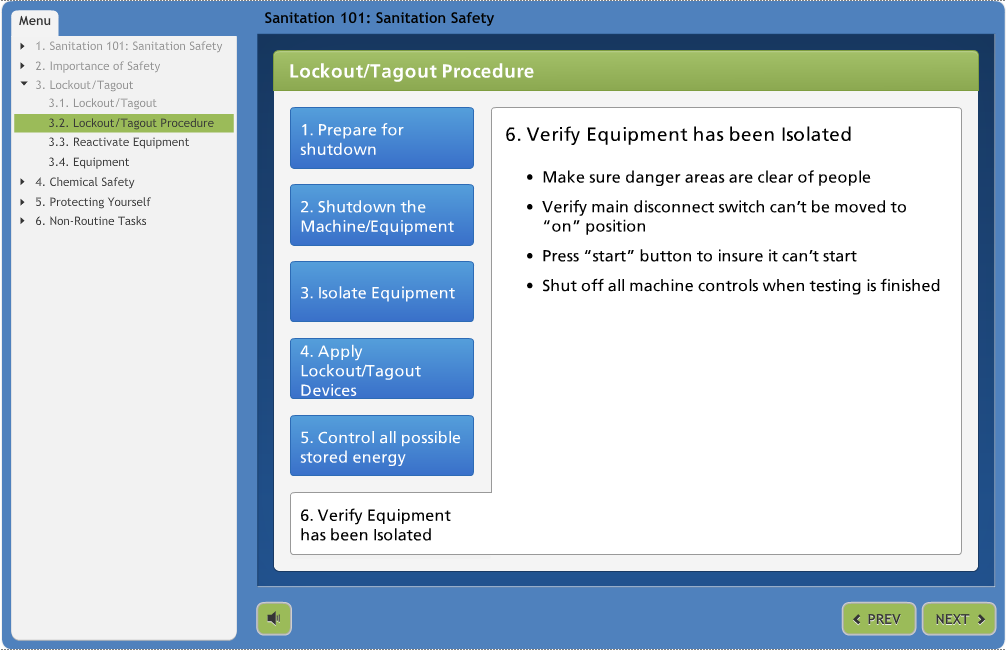 Menu
Sanitation 101: Sanitation Safety
1. Sanitation 101: Sanitation Safety
2. Importance of Safety
3. Lockout/Tagout
3.1. Lockout/Tagout
3.2. Lockout/Tagout Procedure
3.3. Reactivate Equipment
3.4. Equipment
4. Chemical Safety
5. Protecting Yourself
6. Non-Routine Tasks
Lockout/Tagout Procedure
1. Prepare for
shutdown
2. Shutdown the
Machine/Equipment
3. Isolate Equipment
4. Apply
Lockout/Tagout
Devices
5. Control all possible
stored energy
6. Verify Equipment
has been Isolated
6. Verify Equipment has been Isolated
• Make sure danger areas are clear of people
• Verify main disconnect switch can’t be moved to
“on” position
• Press “start” button to insure it can’t start
• Shut off all machine controls when testing is finished
PREV
NEXT